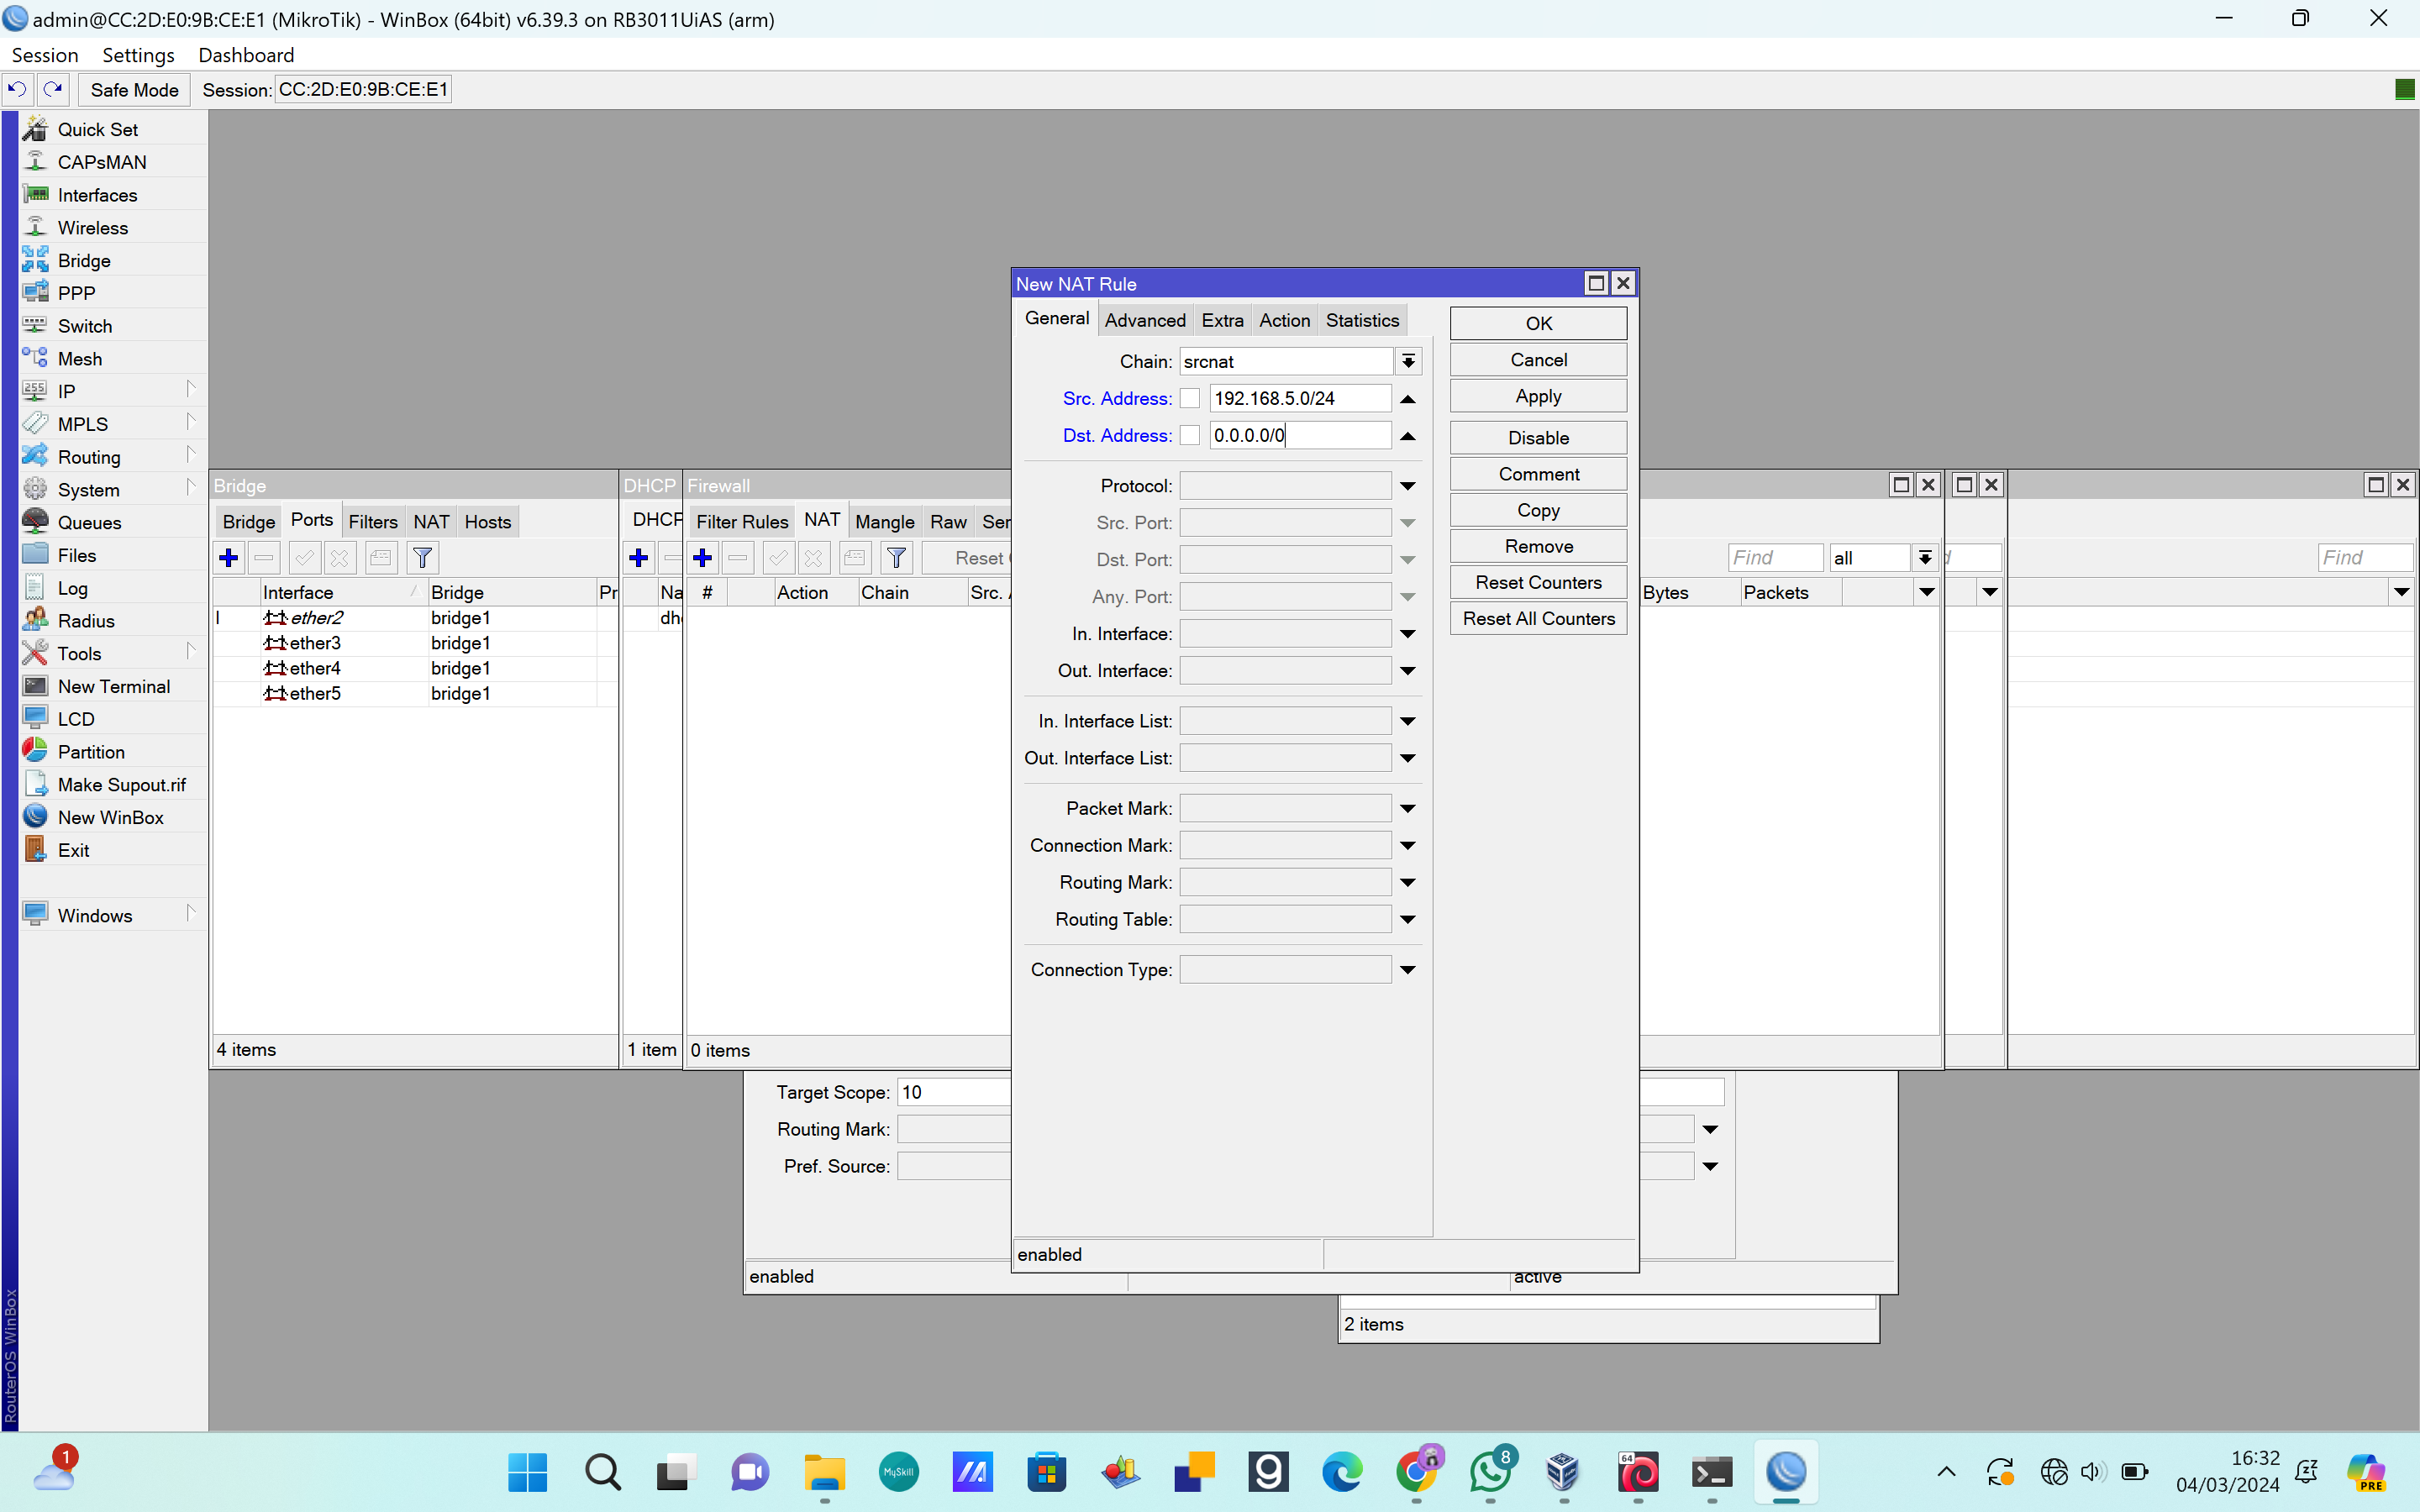 admin@CC:2D:E0:9B:CE:E1 (MikroTik) - WinBox (64bit) v6.39.3 on RB3011UiAS (arm)
Session Settings Dashboard
Safe Mode Session: CC:2D:E0:9B:CE:E1
Quick Set
CAPsMAN
Interfaces
Wireless
Bridge
PPP
Switch
Mesh
IP
MPLS
Routing
System
Queues
Files
Log
Radius
Tools
New Terminal
LCD
Partition
Make Supout.rif
New WinBox
Exit
Windows
RouterOS WinBox
Bridge
Bridge Ports Filters NAT Hosts
Interface Bridge Pr
I ether2 bridge1
ether3 bridge1
ether4 bridge1
ether5 bridge1
4 items
DHCP
DHCP
Na
dh
1 item
Firewall
Filter Rules NAT Mangle Raw Ser
Reset
# Action Chain Src.
0 items
Find all
Bytes Packets
Find
New NAT Rule
General Advanced Extra Action Statistics
Chain: srcnat
Src. Address: 192.168.5.0/24
Dst. Address: 0.0.0.0/0
Protocol:
Src. Port:
Dst. Port:
Any. Port:
In. Interface:
Out. Interface:
In. Interface List:
Out. Interface List:
Packet Mark:
Connection Mark:
Routing Mark:
Routing Table:
Connection Type:
enabled
OK
Cancel
Apply
Disable
Comment
Copy
Remove
Reset Counters
Reset All Counters
Target Scope: 10
Routing Mark:
Pref. Source:
enabled active
2 items
1
MySkill
g
8
64
16:32
04/03/2024
PRE